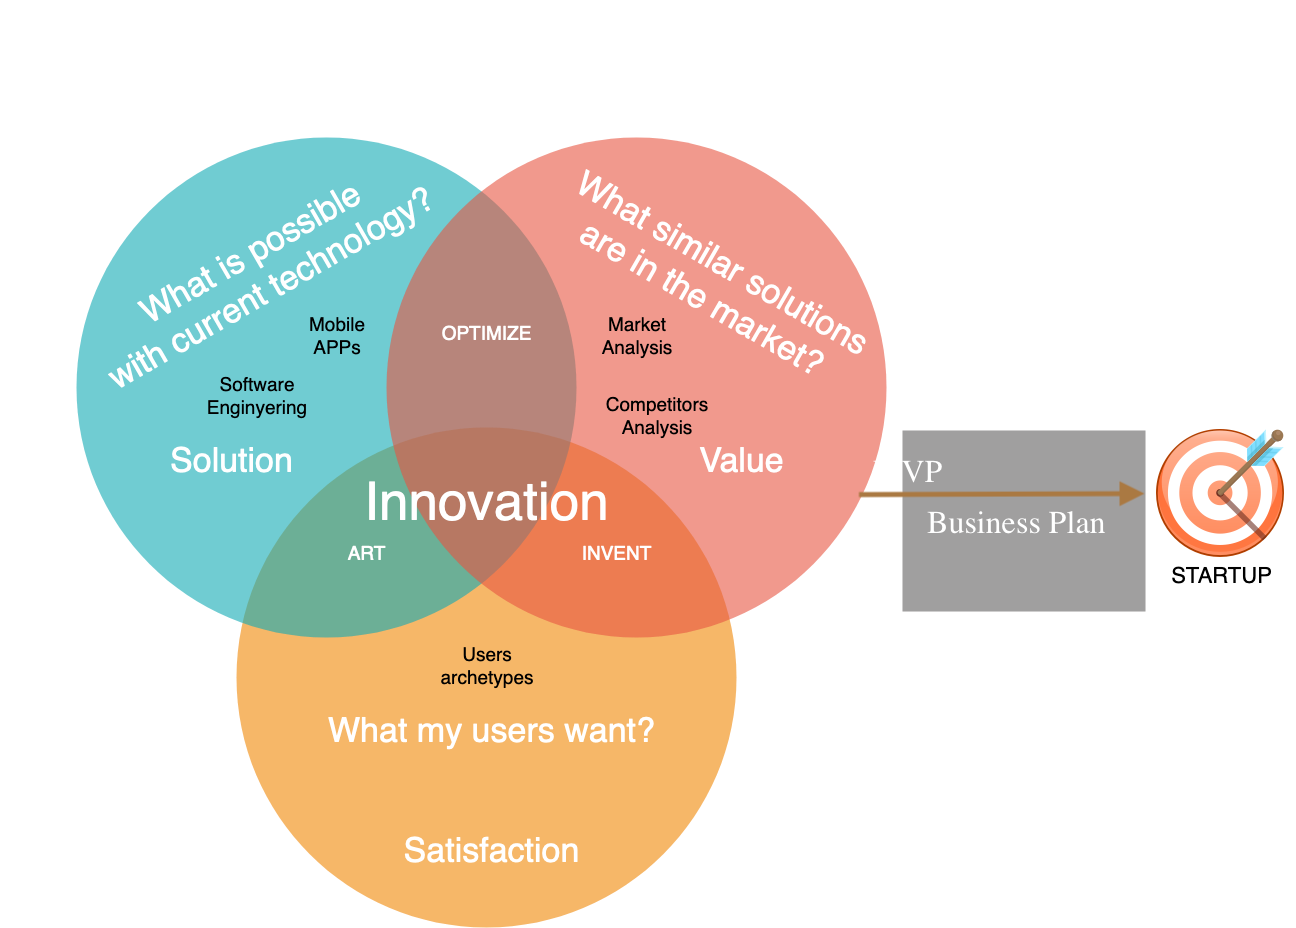 What is possible
with current technology?
What similar solutions
are in the market?
Mobile
APPs
OPTIMIZE
Market
Analysis
Software
Enginyering
Competitors
Analysis
Solution
Value
VP
Business Plan
STARTUP
Innovation
ART
INVENT
Users
archetypes
What my users want?
Satisfaction